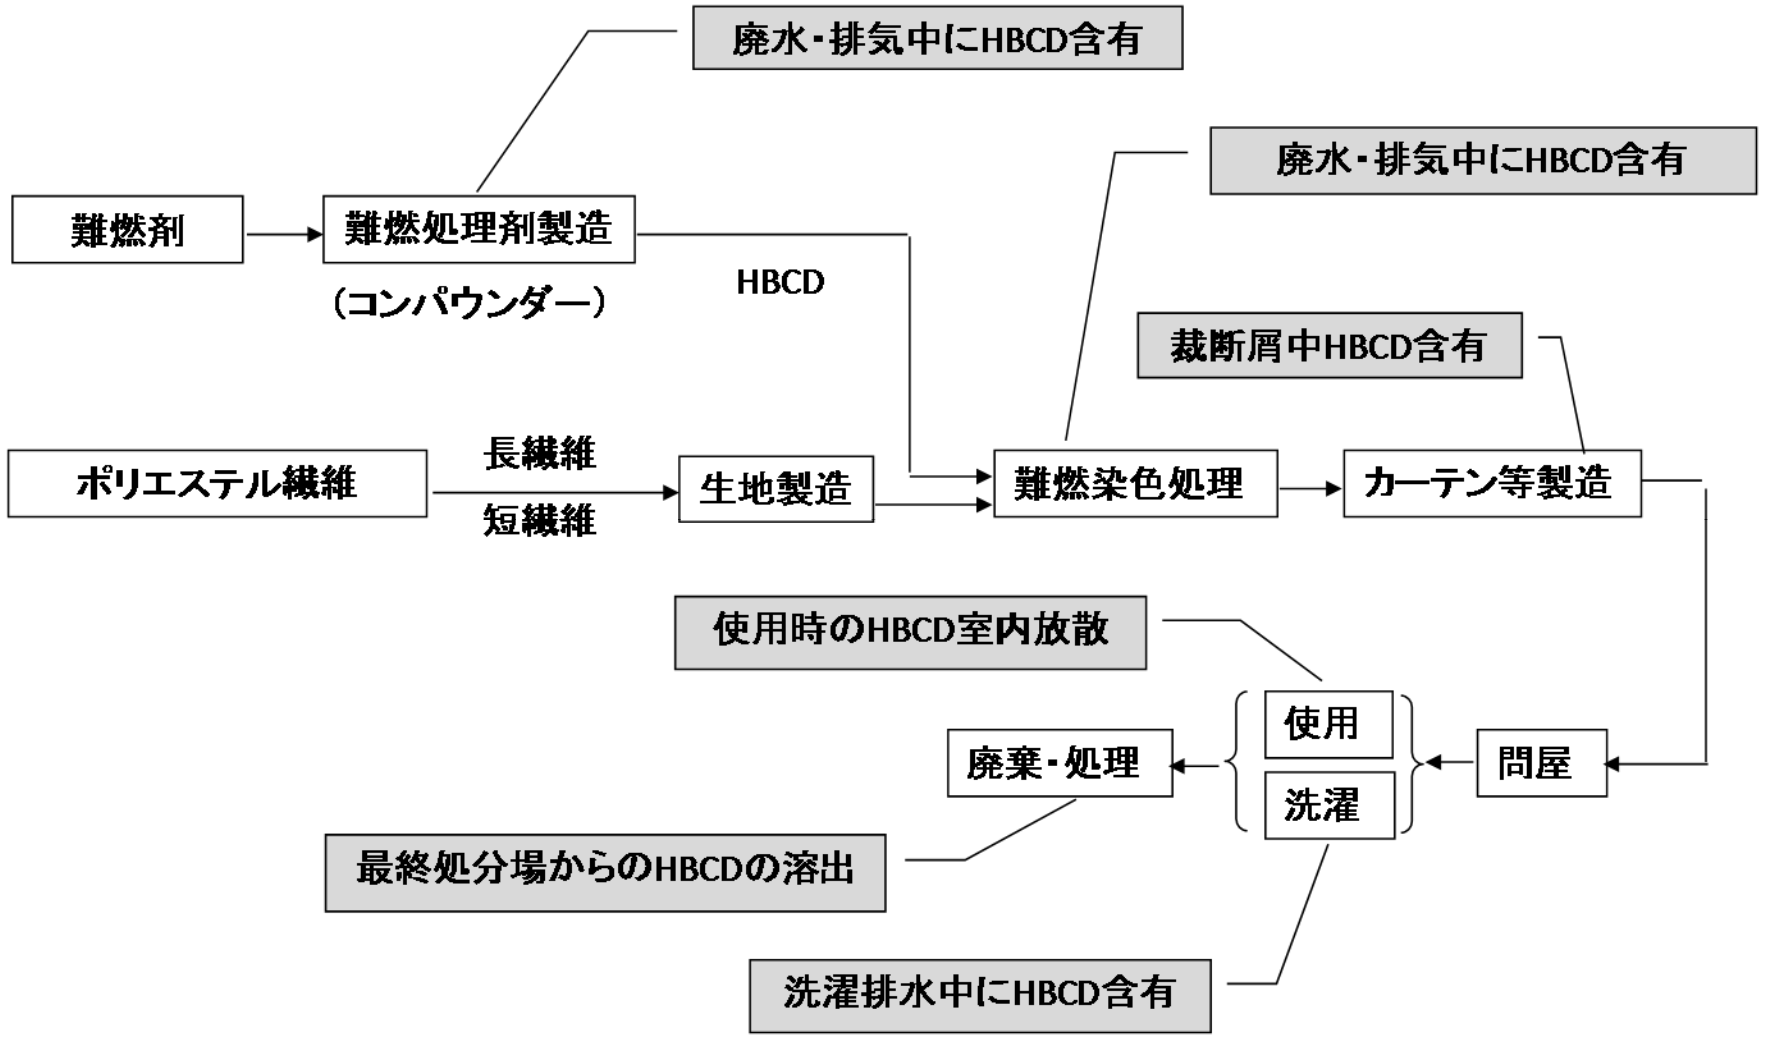 廃水・排気中にHBCD含有
廃水・排気中にHBCD含有
難燃剤
難燃処理剤製造
（コンパウンダー）
HBCD
裁断屑中HBCD含有
ポリエステル繊維
長繊維
短繊維
生地製造
難燃染色処理
カーテン等製造
使用時のHBCD室内放散
使用
洗濯
問屋
廃棄・処理
最終処分場からのHBCDの溶出
洗濯排水中にHBCD含有